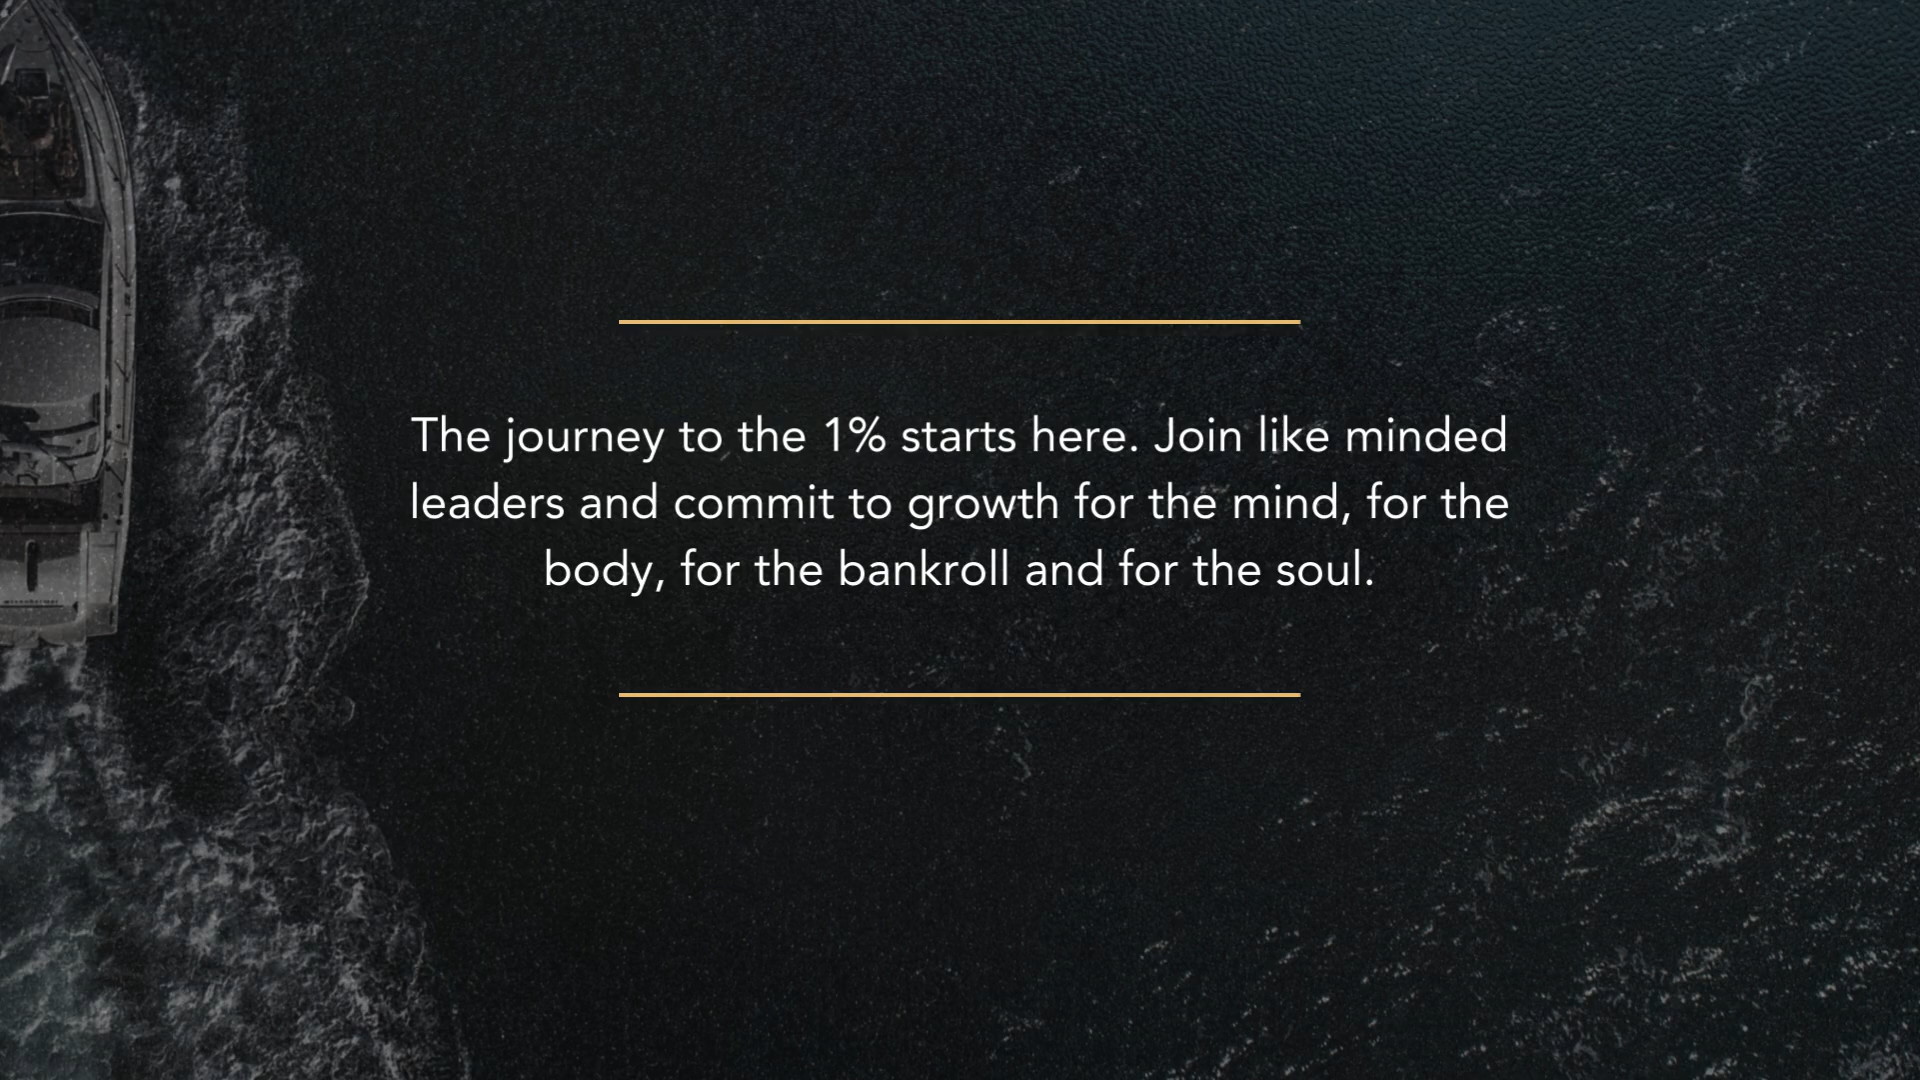 The journey to the 1% starts here. Join like minded
leaders and commit to growth for the mind, for the
body, for the bankroll and for the soul.